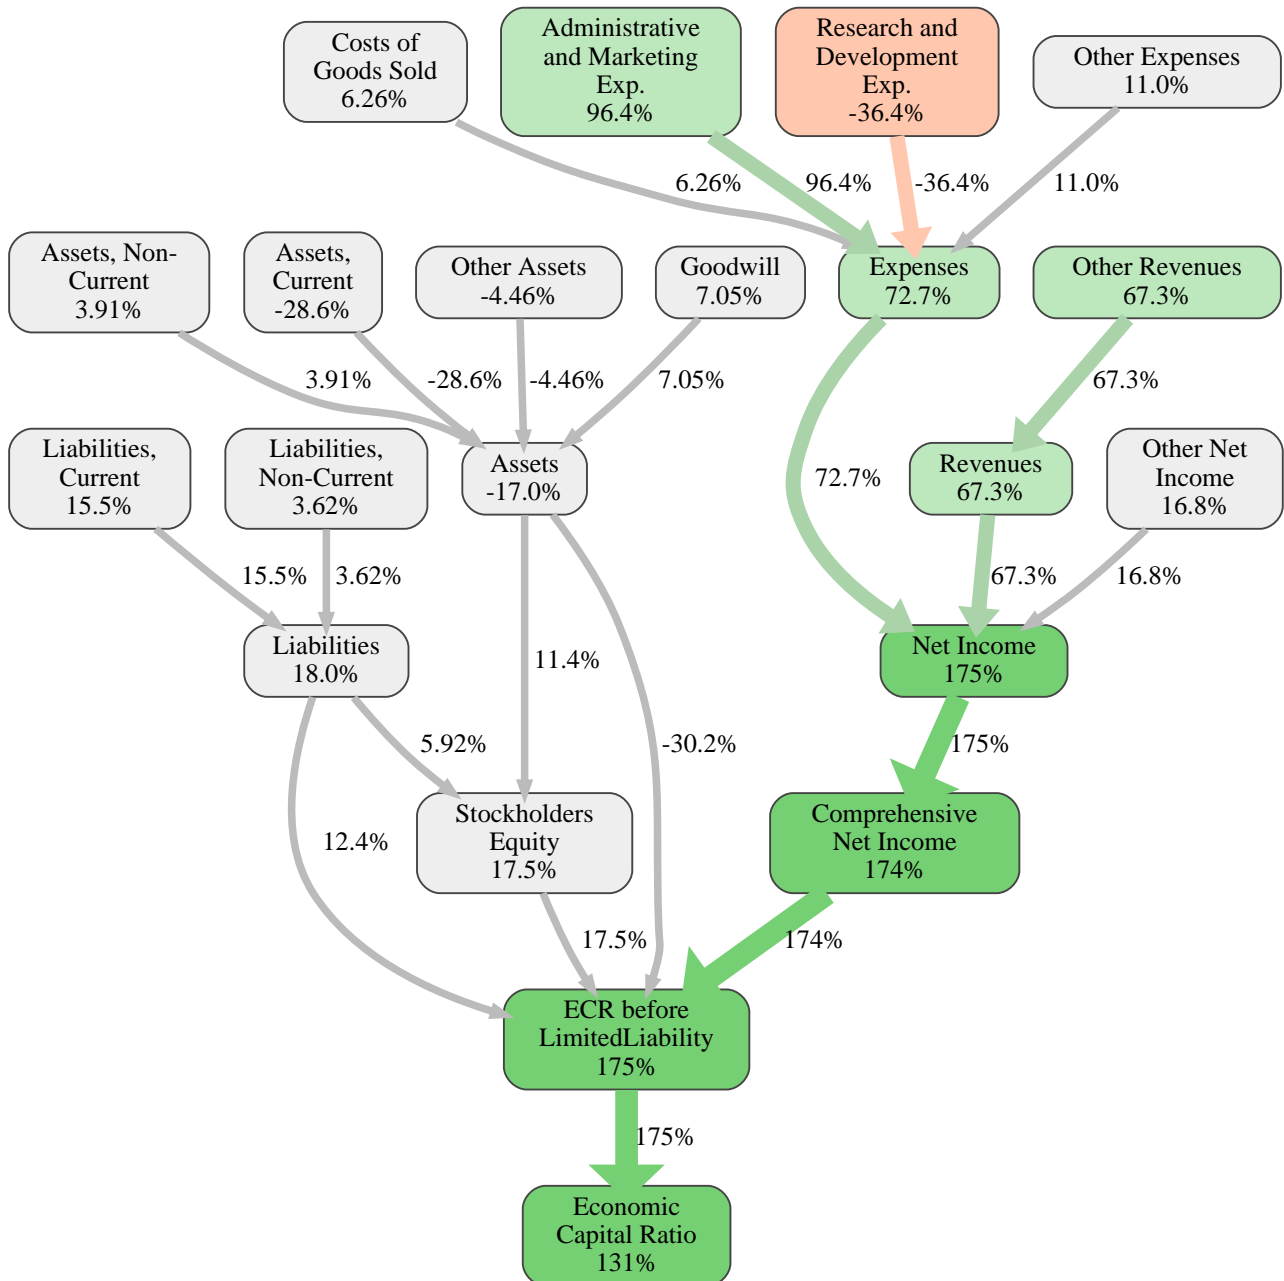 Costs of
Goods Sold
6.26%
Administrative
and Marketing
Exp.
96.4%
Research and
Development
Exp.
-36.4%
Other Expenses
11.0%
6.26%
96.4%
-36.4%
11.0%
Assets, Non-
Current
3.91%
Assets,
Current
-28.6%
Other Assets
-4.46%
Goodwill
7.05%
Expenses
72.7%
Other Revenues
67.3%
3.91%
-28.6%
-4.46%
7.05%
67.3%
Liabilities,
Current
15.5%
Liabilities,
Non-Current
3.62%
Assets
-17.0%
72.7%
Revenues
67.3%
Other Net
Income
16.8%
15.5%
3.62%
67.3%
16.8%
Liabilities
18.0%
11.4%
Net Income
175%
5.92%
-30.2%
175%
12.4%
Stockholders
Equity
17.5%
Comprehensive
Net Income
174%
17.5%
174%
ECR before
LimitedLiability
175%
175%
Economic
Capital Ratio
131%